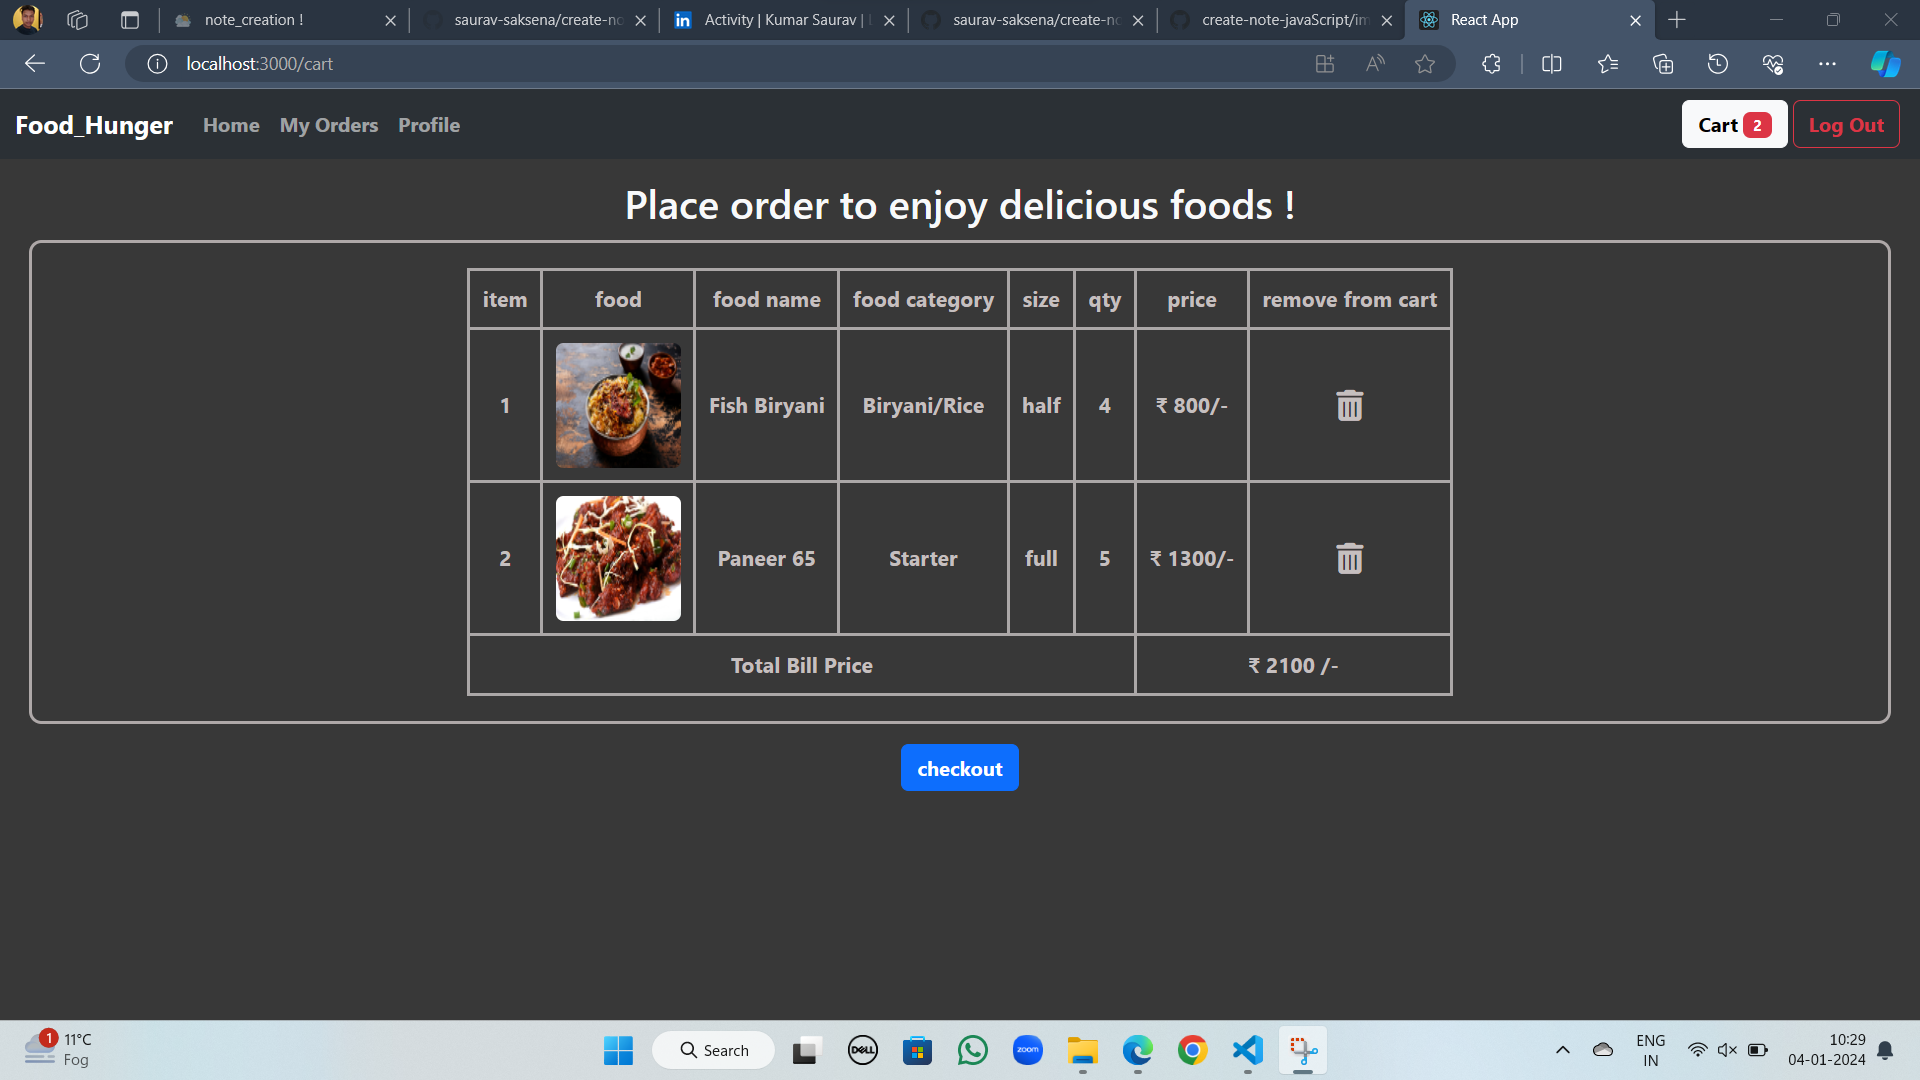 note_creation !
saurav-saksena/create-no
Activity | Kumar Saurav |
saurav-saksena/create-no
create-note-javaScript/im
React App
localhost:3000/cart
Food_Hunger
Home
My Orders
Profile
Cart 2
Log Out
Place order to enjoy delicious foods !
item food food name food category size qty price remove from cart
1 Fish Biryani Biryani/Rice half 4 ₹ 800/-
2 Paneer 65 Starter full 5 ₹ 1300/-
Total Bill Price ₹ 2100 /-
checkout
1
11°C
Fog
Search
DELL
zoom
ENG
IN
10:29
04-01-2024